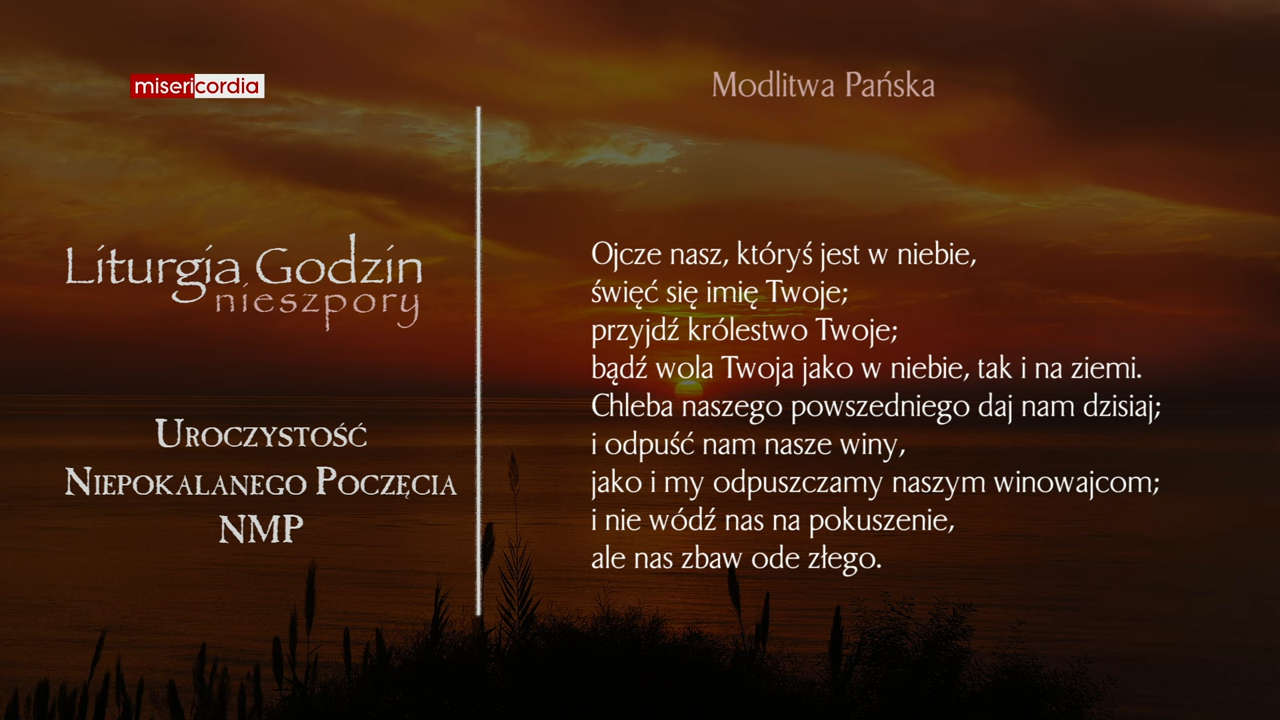 misericordia
Liturgia Godzin
nieszpory
Uroczystość
Niepokalanego Poczęcia
NMP
Modlitwa Pańska
Ojcze nasz, któryś jest w niebie,
święć się imię Twoje;
przyjdź królestwo Twoje;
bądź wola Twoja jako w niebie, tak i na ziemi.
Chleba naszego powszedniego daj nam dzisiaj;
i odpuść nam nasze winy,
jako i my odpuszczamy naszym winowajcom;
i nie wódź nas na pokuszenie,
ale nas zbaw ode złego.